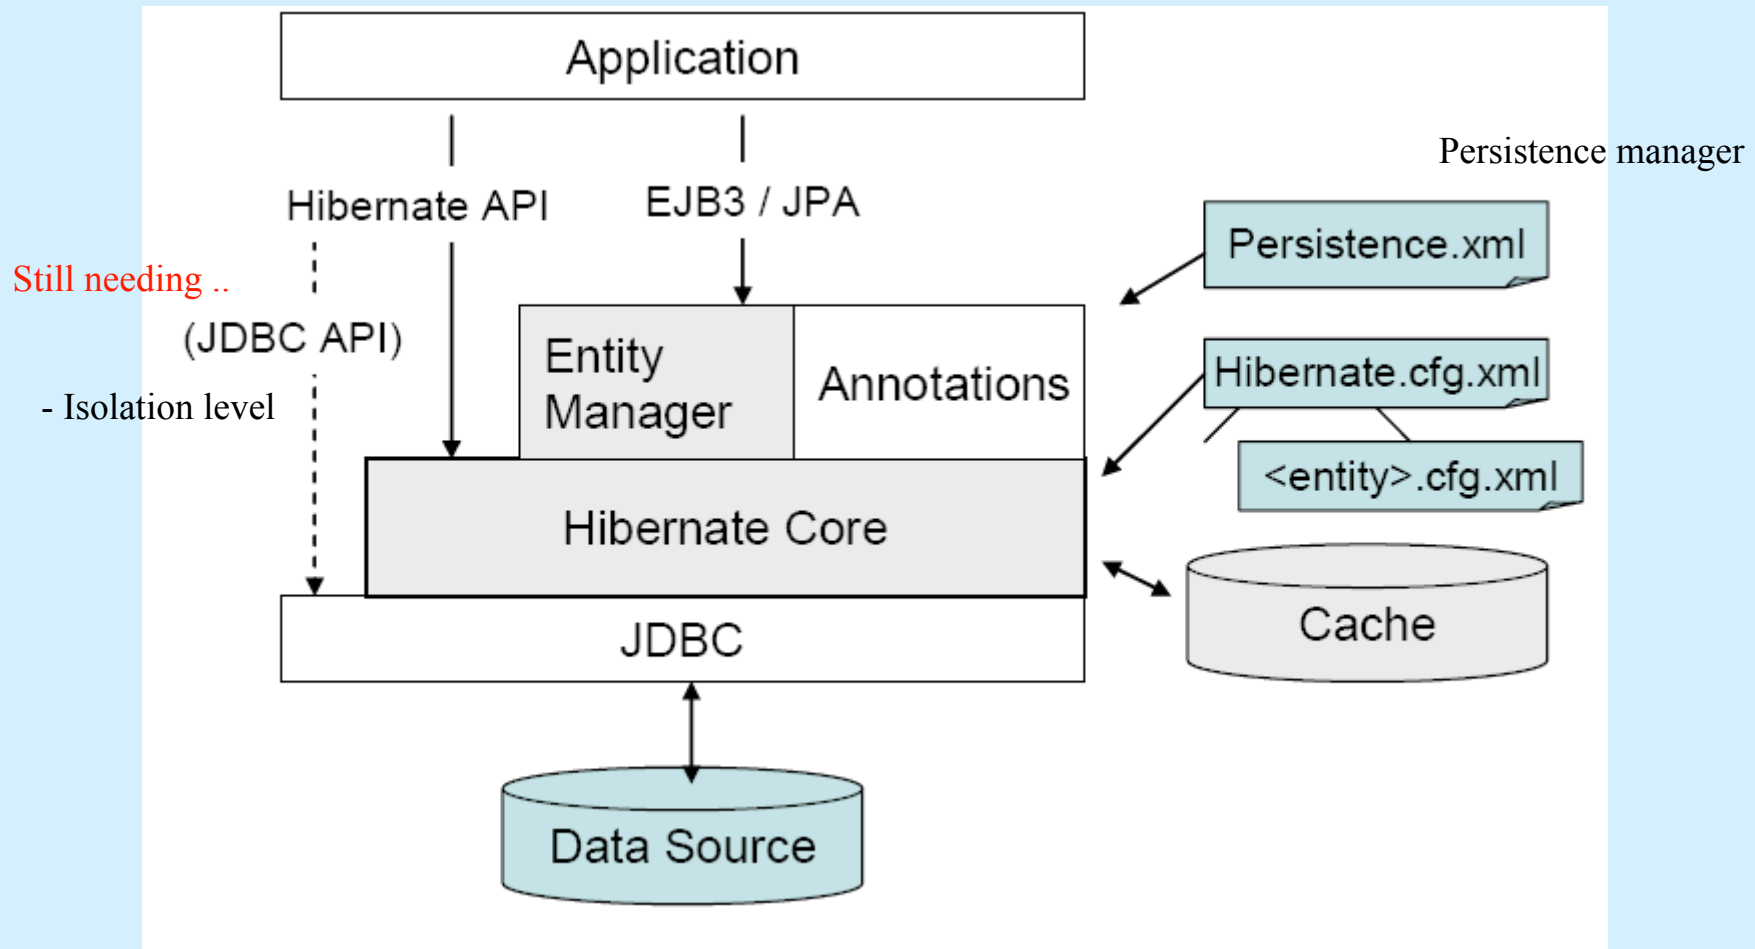 Application
Persistence manager
Hibernate API
EJB3 / JPA
Persistence.xml
Still needing ..
(JDBC API)
Entity
Manager
Annotations
Hibernate.cfg.xml
- Isolation level
<entity>.cfg.xml
Hibernate Core
Cache
JDBC
Data Source